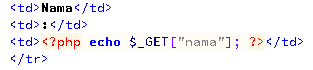 <td>Nama</td>
<td>:</td>
<td><?php echo $_GET["nama"]; ?></td>
</tr>